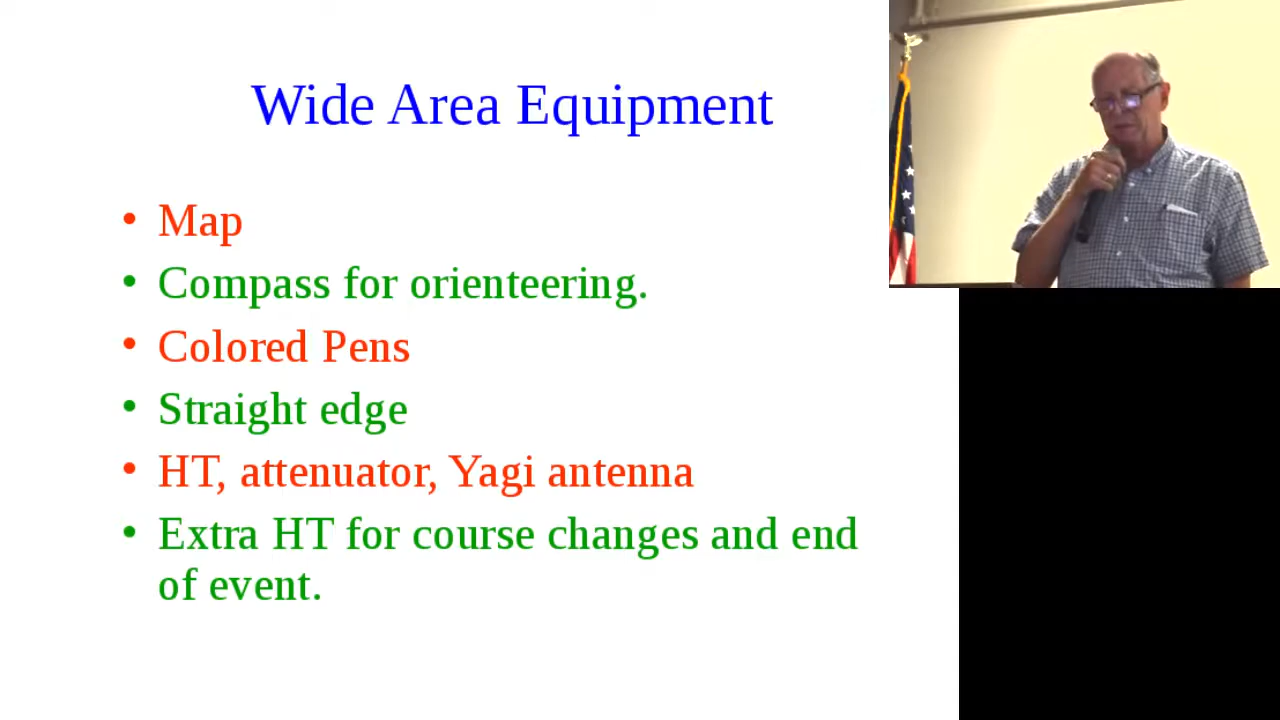 Wide Area Equipment
• Map
• Compass for orienteering.
• Colored Pens
• Straight edge
• HT, attenuator, Yagi antenna
• Extra HT for course changes and end
of event.